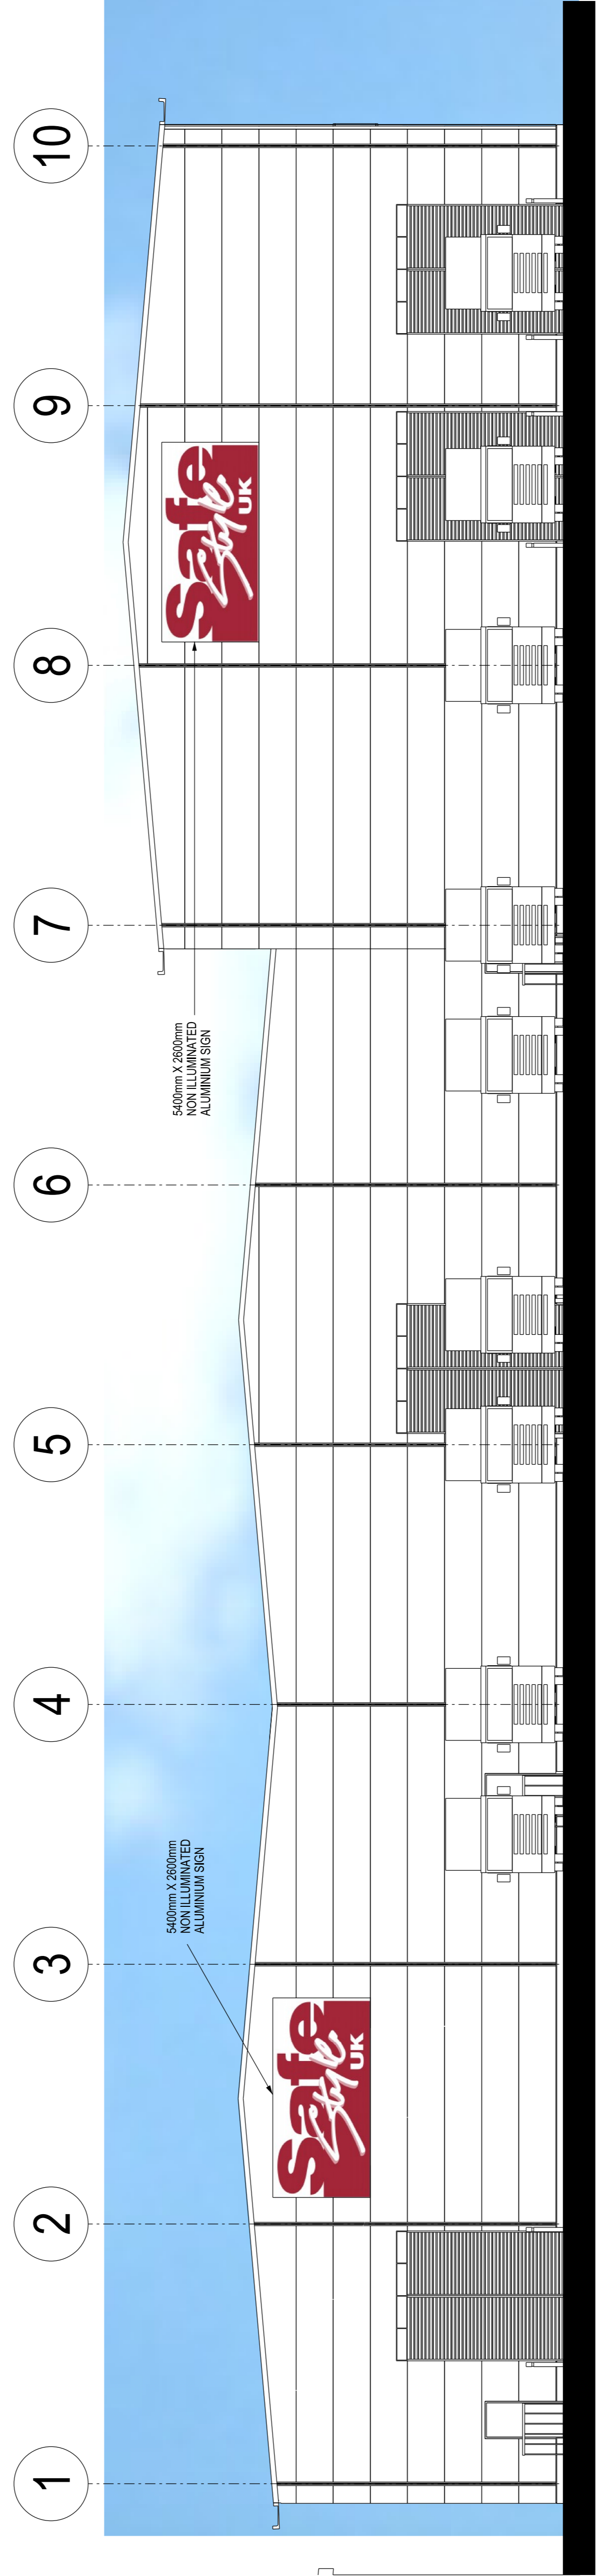 1
2
3
4
5
6
7
8
9
10
5400mm X 2600mm
NON ILLUMINATED
ALUMINIUM SIGN
5400mm X 2600mm
NON ILLUMINATED
ALUMINIUM SIGN
Safe
Style
UK
Safe
Style
UK